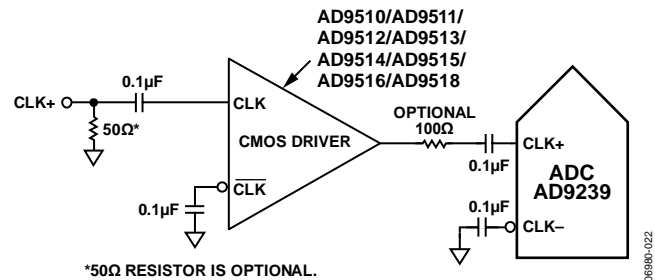 AD9510/AD9511/
AD9512/AD9513/
AD9514/AD9515/
AD9516/AD9518
0.1µF
CLK+
CLK
OPTIONAL
100Ω
50Ω*
CMOS DRIVER
CLK+
0.1µF
ADC
AD9239
CLK
0.1µF
0.1µF
CLK–
*50Ω RESISTOR IS OPTIONAL.
06980-022